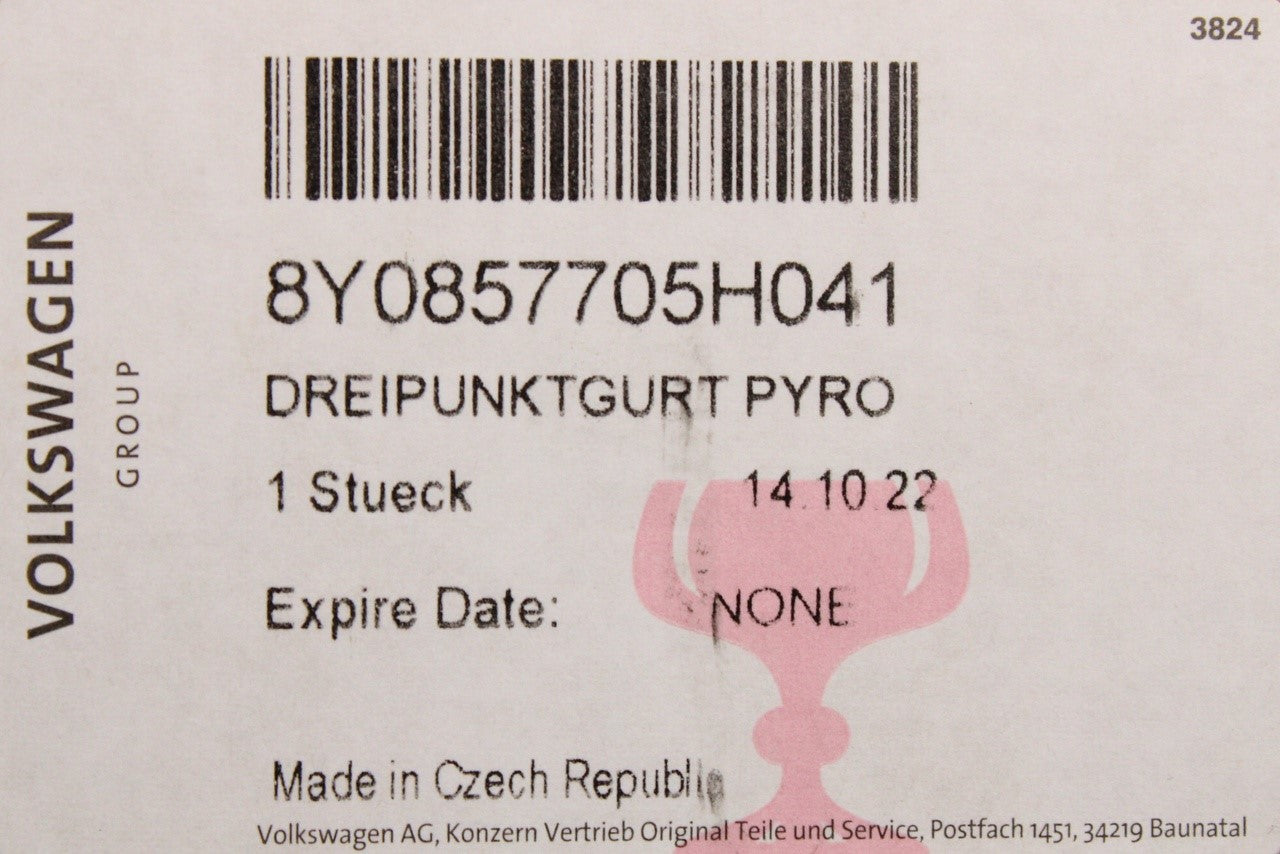 3824
VOLKSWAGEN
GROUP
8Y0857705H041
DREIPUNKTGURT PYRO
1 Stueck 14.10.22
Expire Date: NONE
Made in Czech
Volkswagen AG, Konzern Vertrieb Original Teile und Service, Postfach 1451, 34219 Baunatal